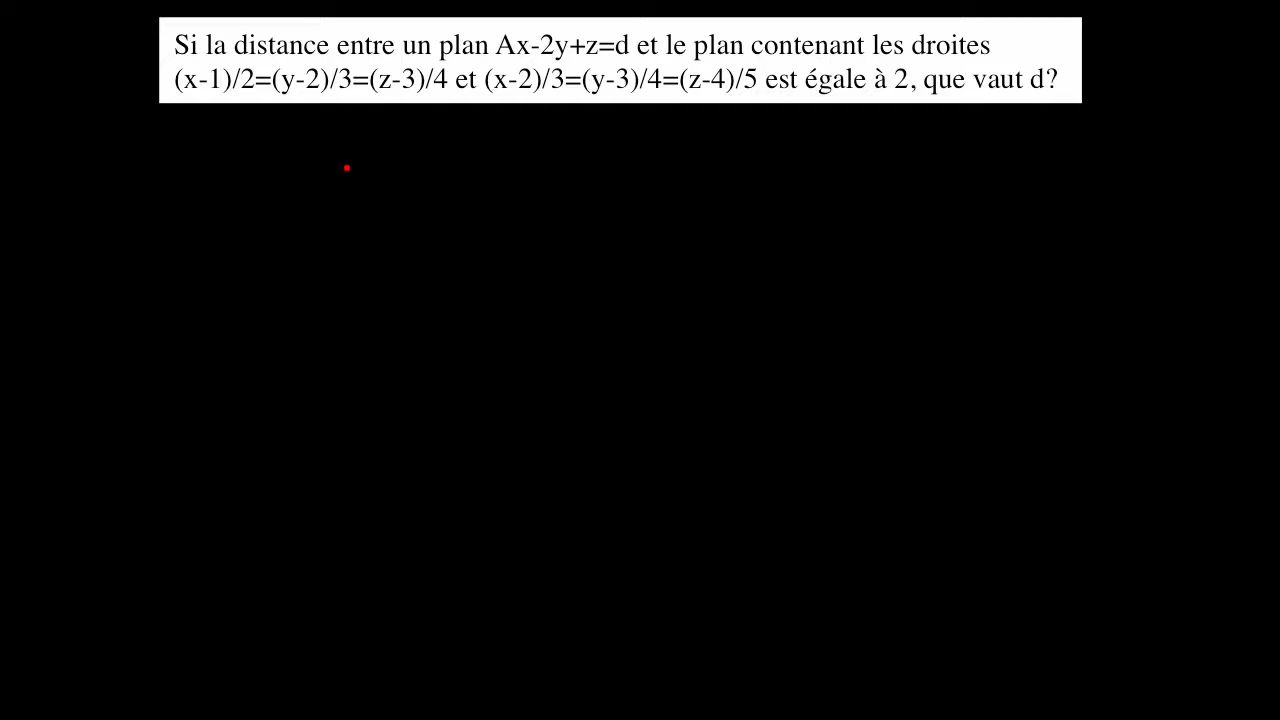 Si la distance entre un plan Ax-2y+z=d et le plan contenant les droites
(x-1)/2=(y-2)/3=(z-3)/4 et (x-2)/3=(y-3)/4=(z-4)/5 est égale à 2, que vaut d?